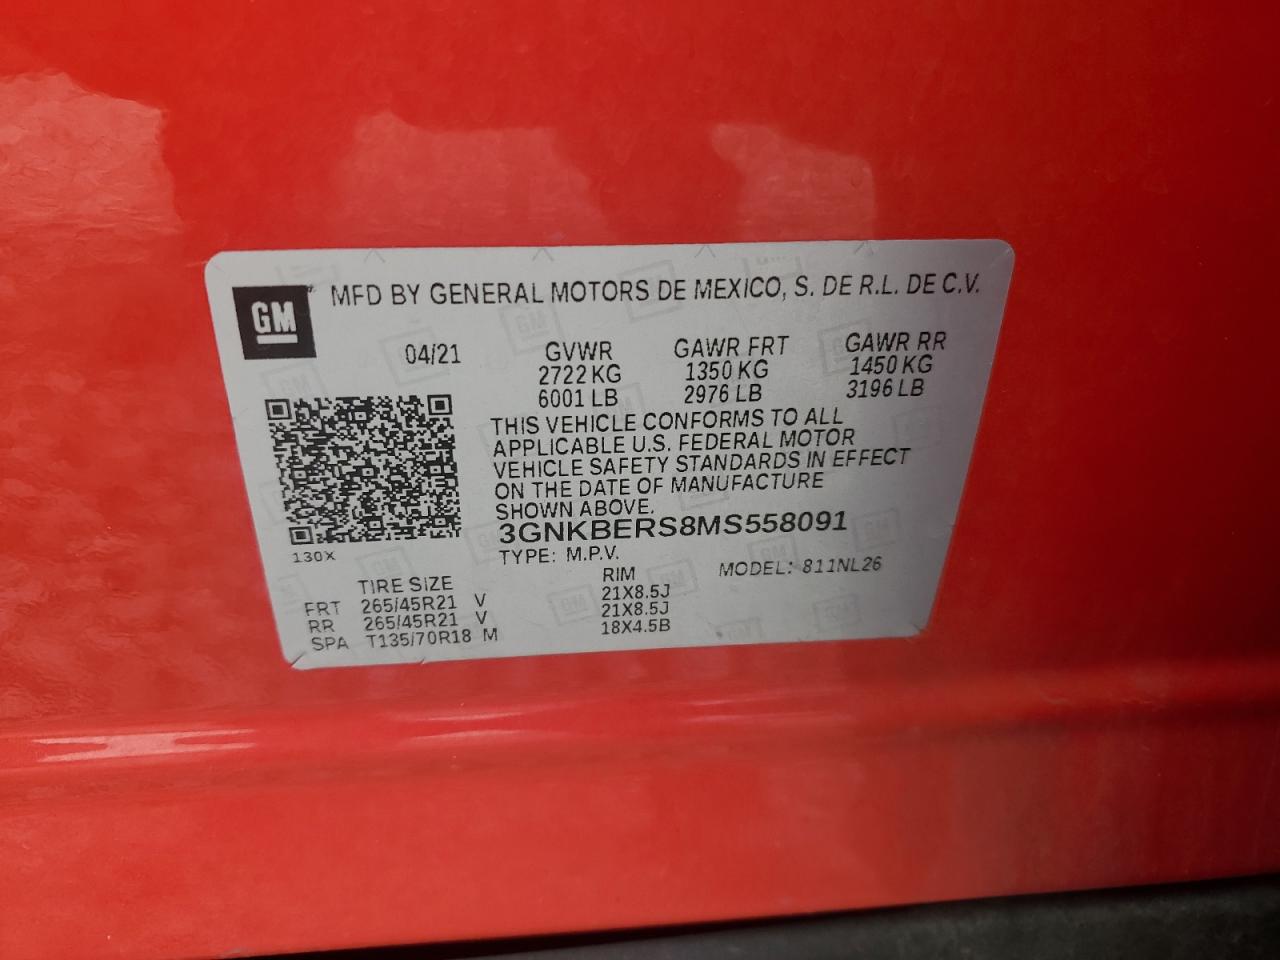 GM
MFD BY GENERAL MOTORS DE MEXICO, S. DE R.L. DE C.V.
04/21 GVWR GAWR FRT GAWR RR
2722 KG 1350 KG 1450 KG
6001 LB 2976 LB 3196 LB
THIS VEHICLE CONFORMS TO ALL
APPLICABLE U.S. FEDERAL MOTOR
VEHICLE SAFETY STANDARDS IN EFFECT
ON THE DATE OF MANUFACTURE
SHOWN ABOVE.
3GNKBERS8MS558091
130X
TYPE: M.P.V. MODEL: 811NL26
TIRE SIZE RIM
FRT 265/45R21 V 21X8.5J
RR 265/45R21 V 21X8.5J
SPA T135/70R18 M 18X4.5B